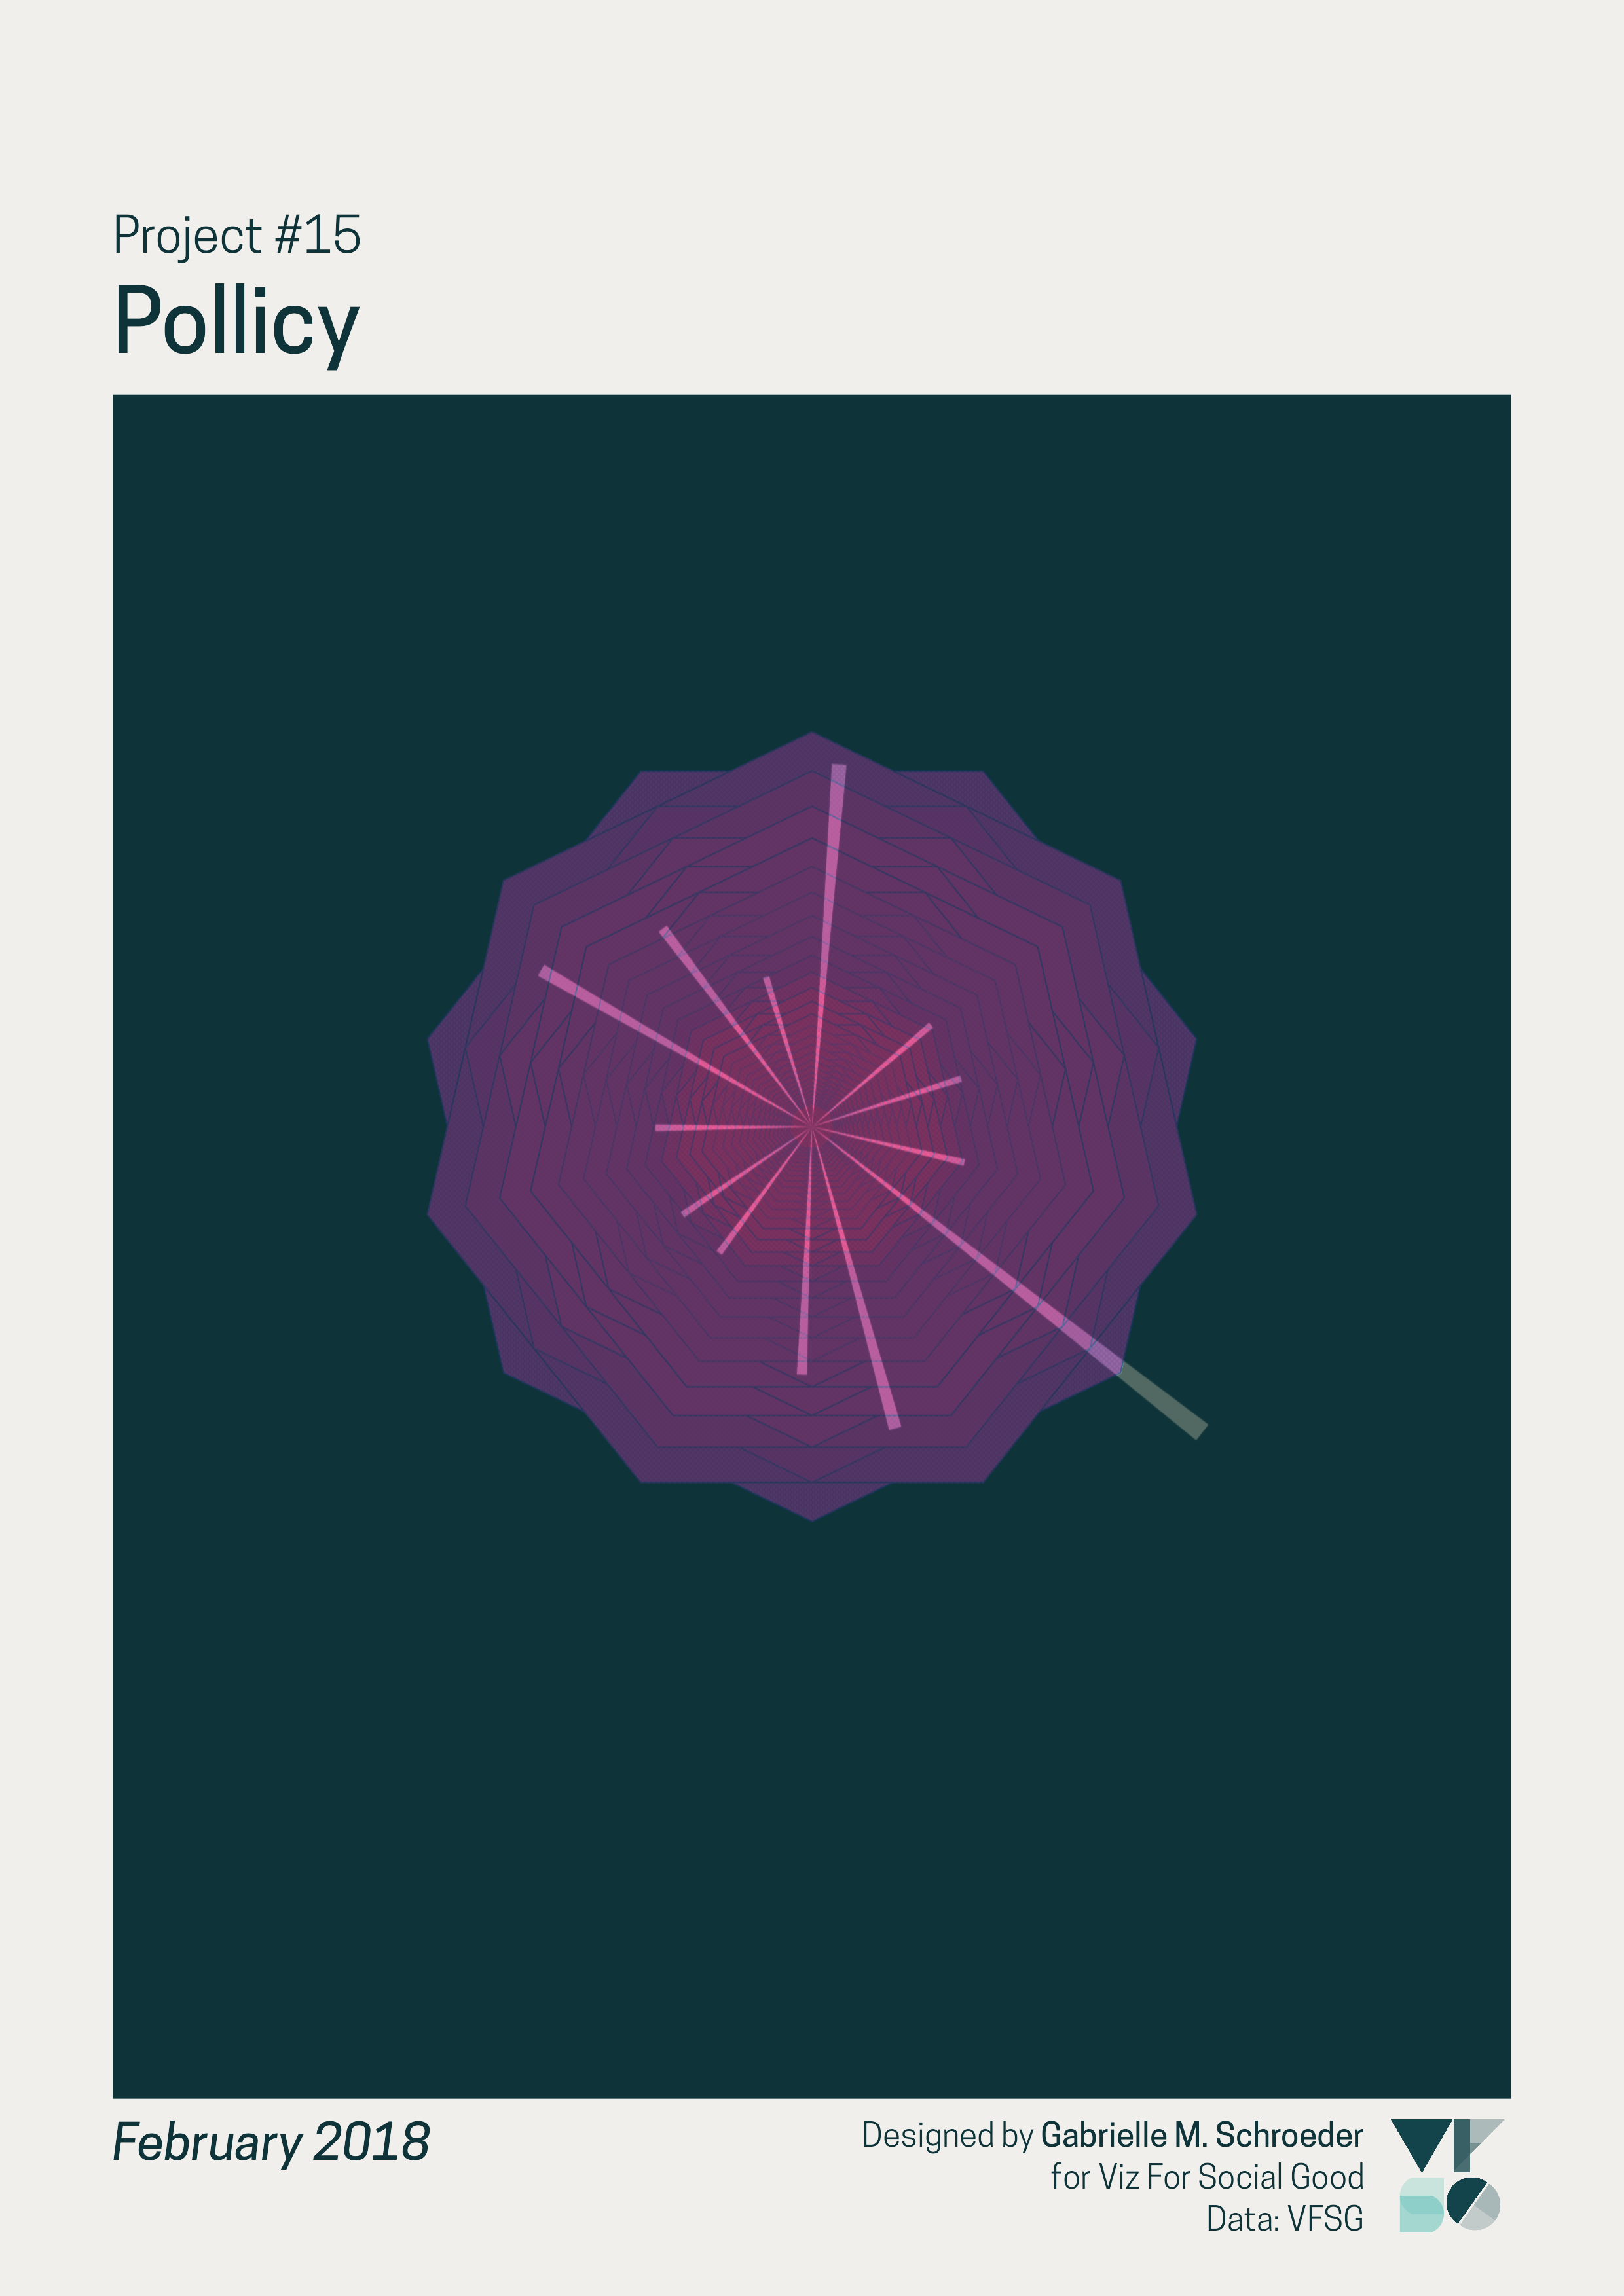 Project #15
Pollicy
February 2018
Designed by Gabrielle M. Schroeder
for Viz For Social Good
Data: VFSG